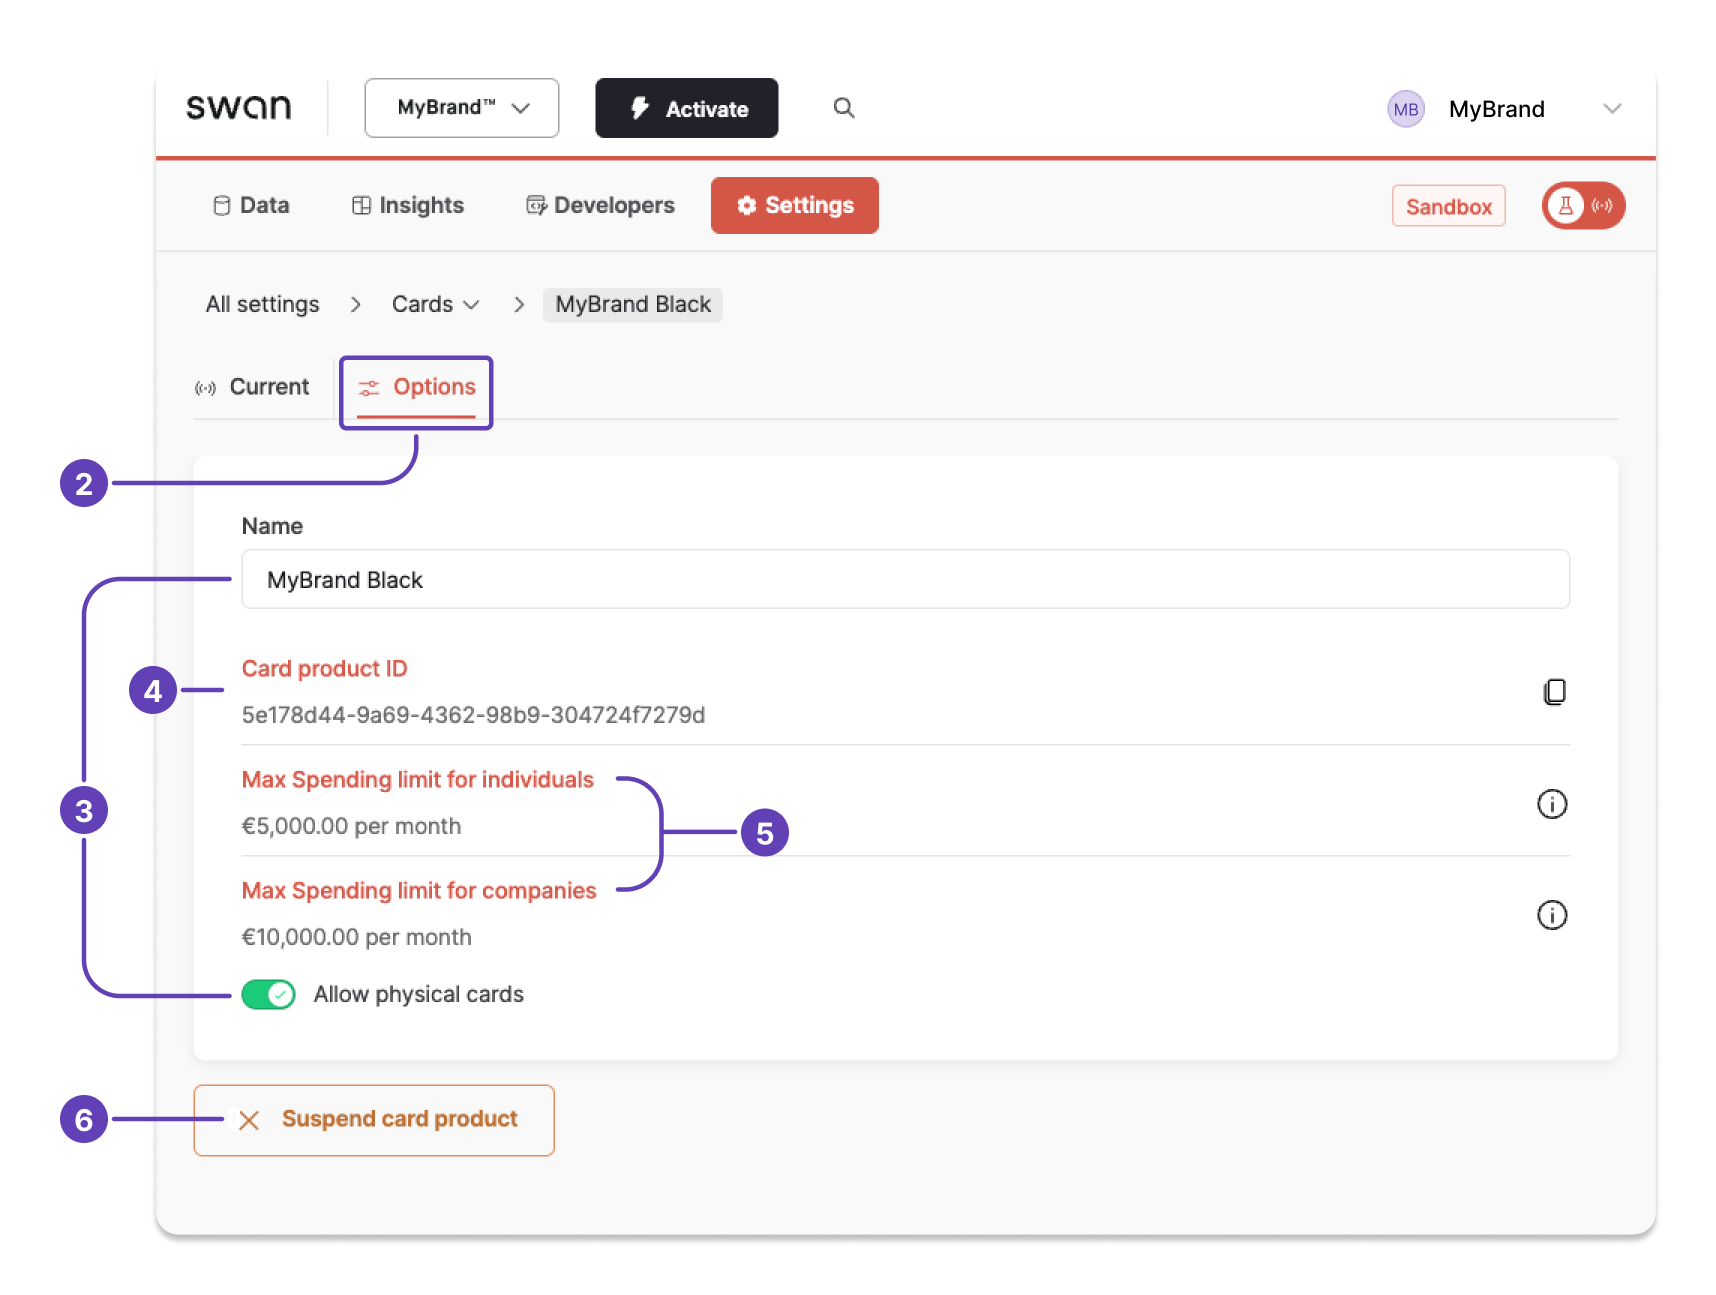 swan MyBrand™ Activate MB MyBrand
Data Insights Developers Settings Sandbox
All settings Cards MyBrand Black
Current Options
2
Name
MyBrand Black
Card product ID
4
5e178d44-9a69-4362-98b9-304724f7279d
Max Spending limit for individuals
3
€5,000.00 per month
5
Max Spending limit for companies
€10,000.00 per month
Allow physical cards
6
Suspend card product